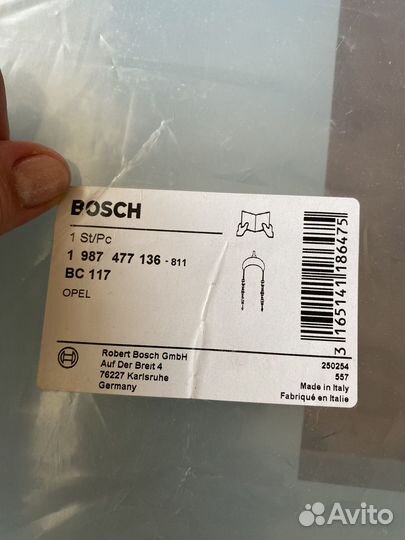 BOSCH
1 St/Pc
1 987 477 136 - 811
BC 117
OPEL
Robert Bosch GmbH
Auf Der Breit 4
76227 Karlsruhe
Germany
3 165141 186475
250254
557
Made in Italy
Fabriqué en Italie
Avito